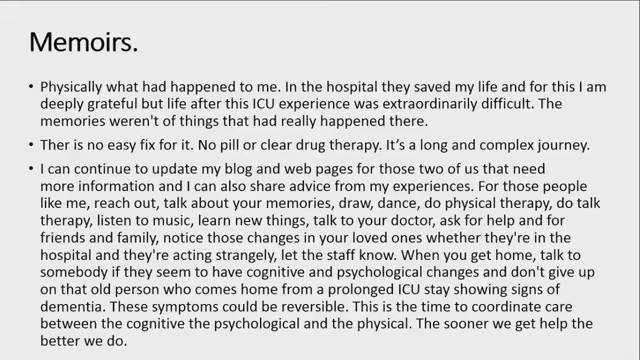 Memoirs.
• Physically what had happened to me. In the hospital they saved my life and for this I am
deeply grateful but life after this ICU experience was extraordinarily difficult. The
memories weren't of things that had really happened there.
• Ther is no easy fix for it. No pill or clear drug therapy. It’s a long and complex journey.
• I can continue to update my blog and web pages for those two of us that need
more information and I can also share advice from my experiences. For those people
like me, reach out, talk about your memories, draw, dance, do physical therapy, do talk
therapy, listen to music, learn new things, talk to your doctor, ask for help and for
friends and family, notice those changes in your loved ones whether they're in the
hospital and they're acting strangely, let the staff know. When you get home, talk to
somebody if they seem to have cognitive and psychological changes and don't give up
on that old person who comes home from a prolonged ICU stay showing signs of
dementia. These symptoms could be reversible. This is the time to coordinate care
between the cognitive the psychological and the physical. The sooner we get help the
better we do.